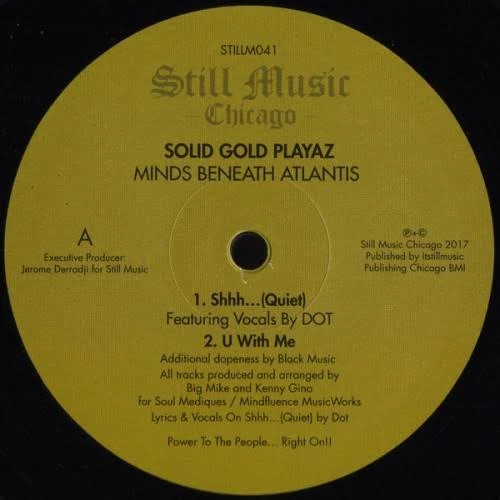 STILLM041
Still Music
-Chicago-
SOLID GOLD PLAYAZ
MINDS BENEATH ATLANTIS
A
Executive Producer:
Jerome Derradji for Still Music
℗+©
Still Music Chicago 2017
Published by Itstillmusic
Publishing Chicago BMI
1. Shhh...(Quiet)
Featuring Vocals By DOT
2. U With Me
Additional dopeness by Black Music
All tracks produced and arranged by
Big Mike and Kenny Gino
for Soul Mediques / Mindfluence MusicWorks
Lyrics & Vocals On Shhh...(Quiet) by Dot
Power To The People... Right On!!